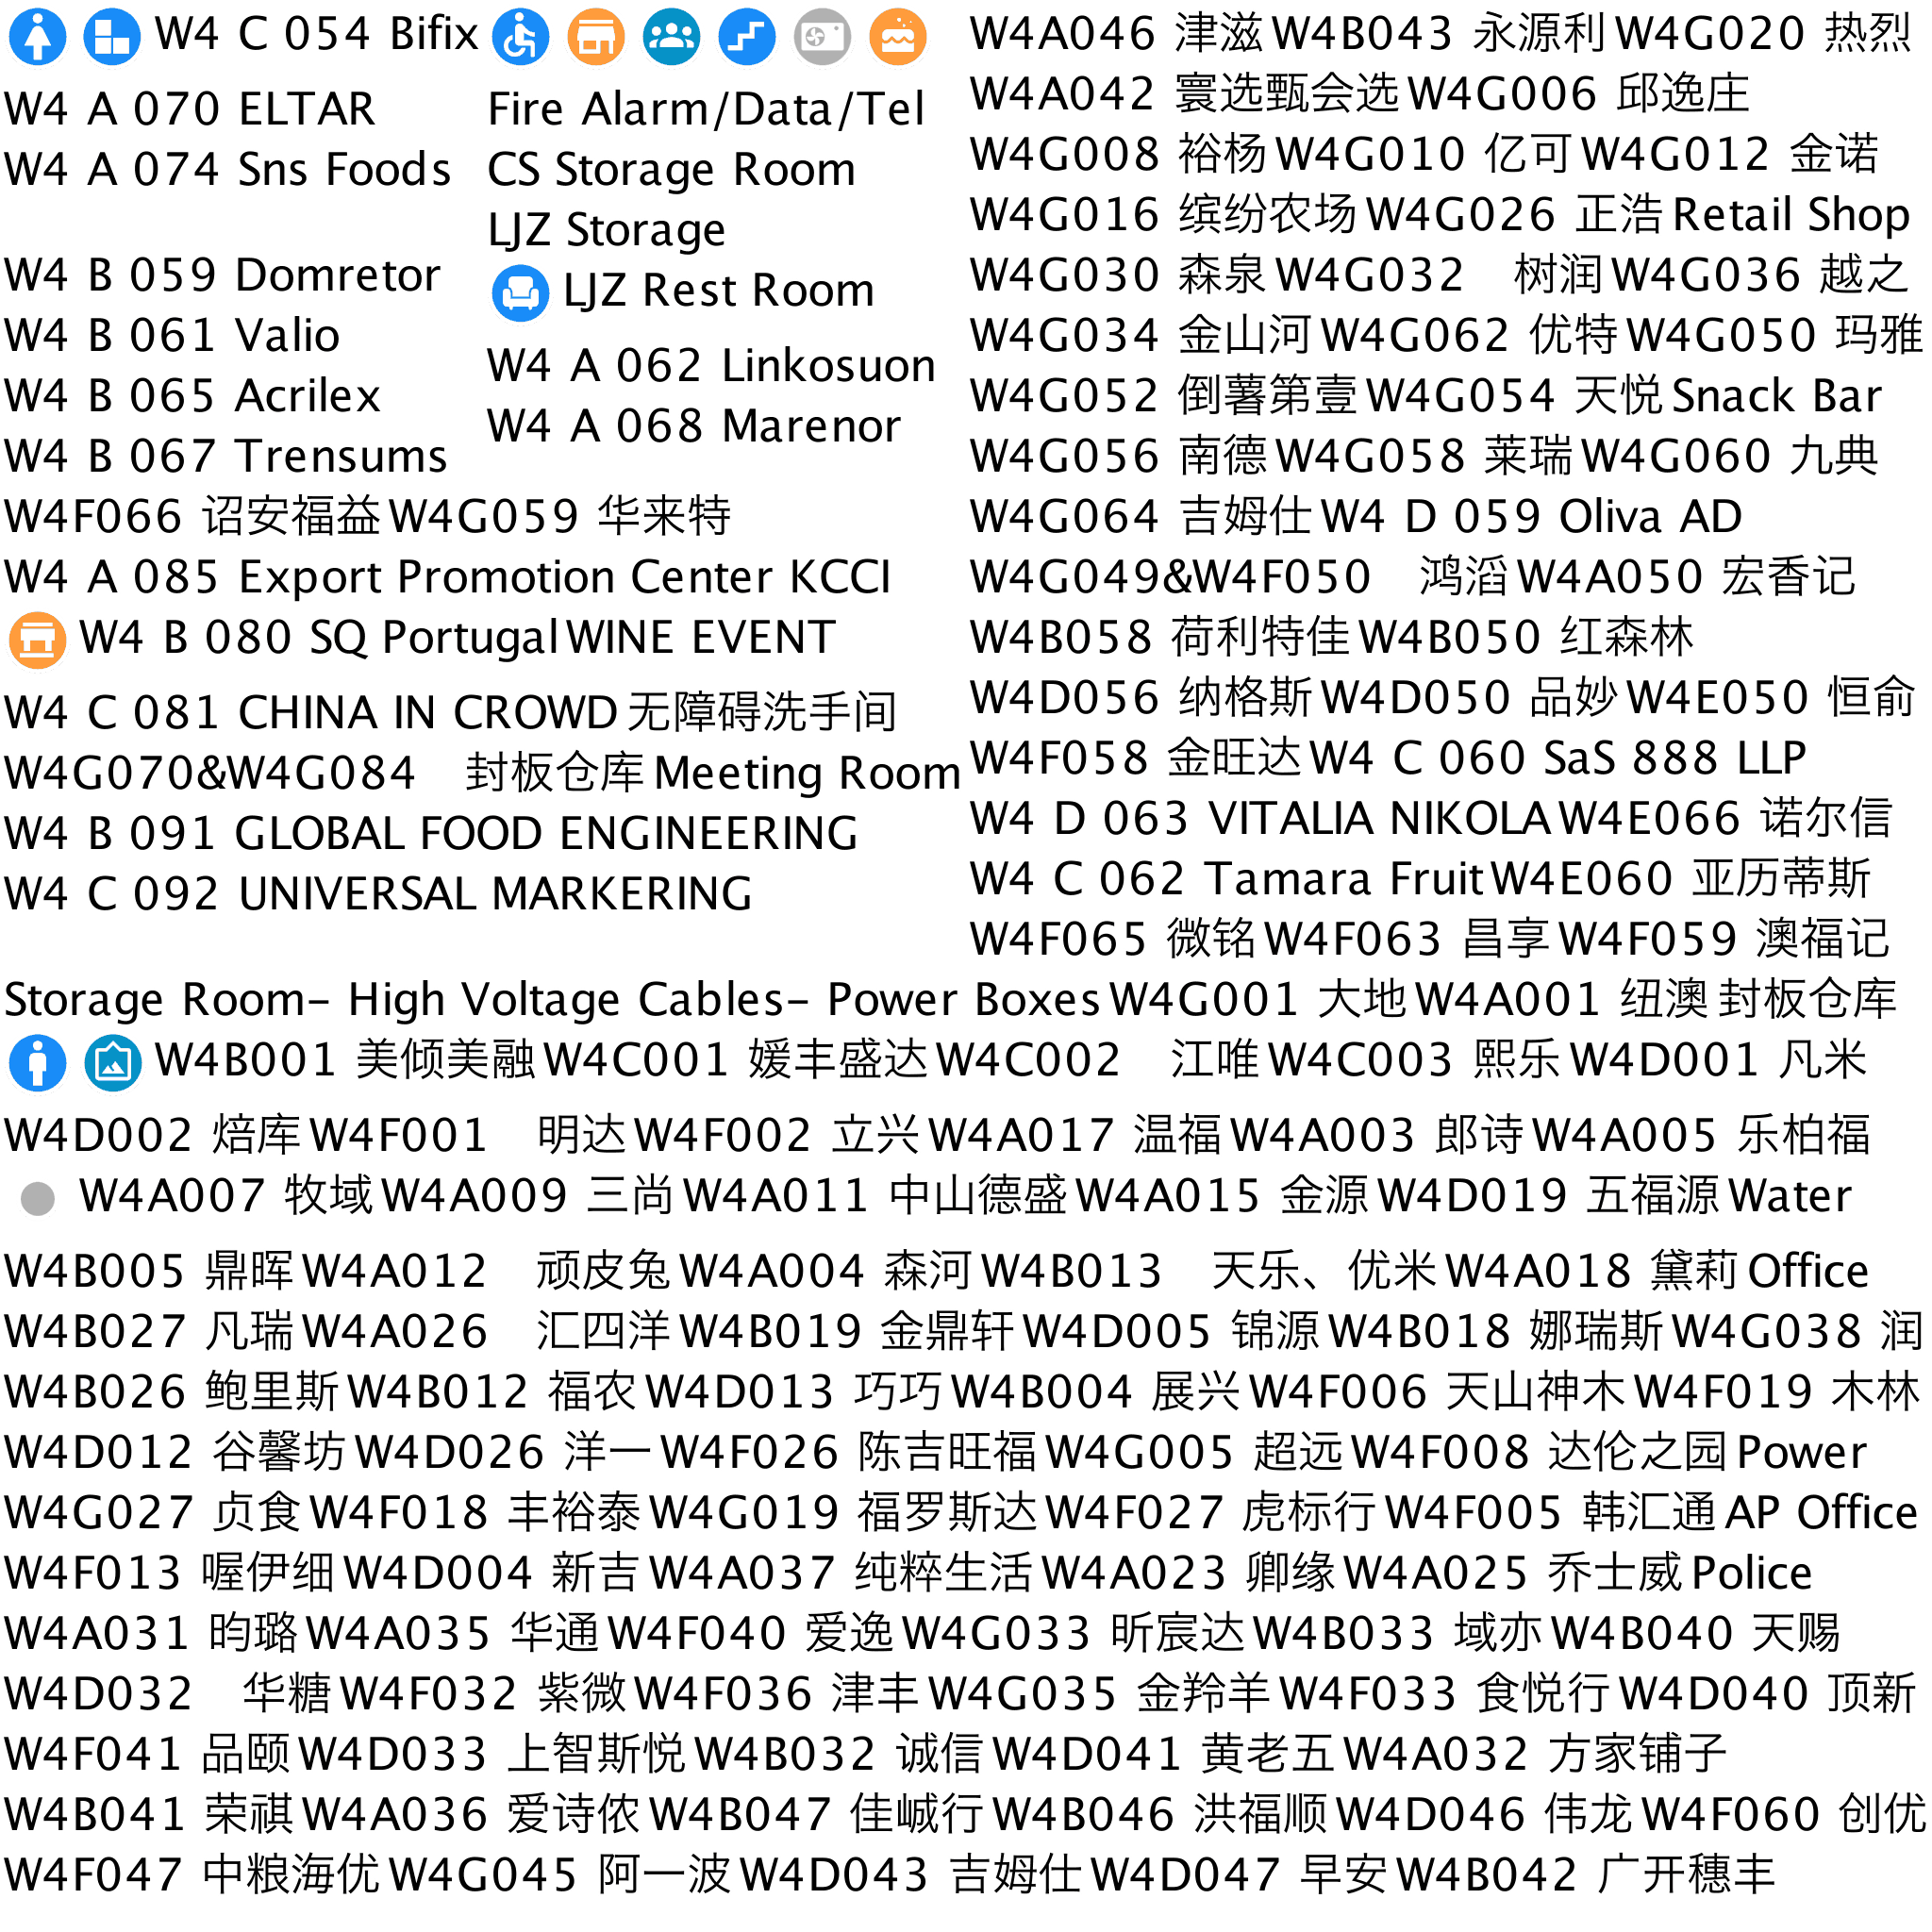 W4 C 054 Bifix
W4 A 070 ELTAR
W4 A 074 Sns Foods
W4 B 059 Domretor
W4 B 061 Valio
W4 B 065 Acrilex
W4 B 067 Trensums
Fire Alarm/Data/Tel
CS Storage Room
LJZ Storage
LJZ Rest Room
W4 A 062 Linkosuon
W4 A 068 Marenor
W4F066 诏安福益 W4G059 华来特
W4 A 085 Export Promotion Center KCCI
W4 B 080 SQ Portugal WINE EVENT
W4 C 081 CHINA IN CROWD 无障碍洗手间
W4G070&W4G084 封板仓库 Meeting Room
W4 B 091 GLOBAL FOOD ENGINEERING
W4 C 092 UNIVERSAL MARKERING
W4A046 津滋 W4B043 永源利 W4G020 热烈
W4A042 寰选甄会选 W4G006 邱逸庄
W4G008 裕杨 W4G010 亿可 W4G012 金诺
W4G016 缤纷农场 W4G026 正浩 Retail Shop
W4G030 森泉 W4G032 树润 W4G036 越之
W4G034 金山河 W4G062 优特 W4G050 玛雅
W4G052 倒薯第壹 W4G054 天悦 Snack Bar
W4G056 南德 W4G058 莱瑞 W4G060 九典
W4G064 吉姆仕 W4 D 059 Oliva AD
W4G049&W4F050 鸿滔 W4A050 宏香记
W4B058 荷利特佳 W4B050 红森林
W4D056 纳格斯 W4D050 品妙 W4E050 恒俞
W4F058 金旺达 W4 C 060 SaS 888 LLP
W4 D 063 VITALIA NIKOLA W4E066 诺尔信
W4 C 062 Tamara Fruit W4E060 亚历蒂斯
W4F065 微铭 W4F063 昌享 W4F059 澳福记
Storage Room- High Voltage Cables- Power Boxes W4G001 大地 W4A001 纽澳 封板仓库
W4B001 美倾美融 W4C001 媛丰盛达 W4C002 江唯 W4C003 熙乐 W4D001 凡米
W4D002 焙库 W4F001 明达 W4F002 立兴 W4A017 温福 W4A003 郎诗 W4A005 乐柏福
W4A007 牧域 W4A009 三尚 W4A011 中山德盛 W4A015 金源 W4D019 五福源 Water
W4B005 鼎晖 W4A012 顽皮兔 W4A004 森河 W4B013 天乐、优米 W4A018 黛莉 Office
W4B027 凡瑞 W4A026 汇四洋 W4B019 金鼎轩 W4D005 锦源 W4B018 娜瑞斯 W4G038 润
W4B026 鲍里斯 W4B012 福农 W4D013 巧巧 W4B004 展兴 W4F006 天山神木 W4F019 木林
W4D012 谷馨坊 W4D026 洋一 W4F026 陈吉旺福 W4G005 超远 W4F008 达伦之园 Power
W4G027 贞食 W4F018 丰裕泰 W4G019 福罗斯达 W4F027 虎标行 W4F005 韩汇通 AP Office
W4F013 喔伊细 W4D004 新吉 W4A037 纯粹生活 W4A023 卿缘 W4A025 乔士威 Police
W4A031 昀璐 W4A035 华通 W4F040 爱逸 W4G033 昕宸达 W4B033 域亦 W4B040 天赐
W4D032 华糖 W4F032 紫微 W4F036 津丰 W4G035 金羚羊 W4F033 食悦行 W4D040 顶新
W4F041 品颐 W4D033 上智斯悦 W4B032 诚信 W4D041 黄老五 W4A032 方家铺子
W4B041 荣祺 W4A036 爱诗侬 W4B047 佳峸行 W4B046 洪福顺 W4D046 伟龙 W4F060 创优
W4F047 中粮海优 W4G045 阿一波 W4D043 吉姆仕 W4D047 早安 W4B042 广开穗丰